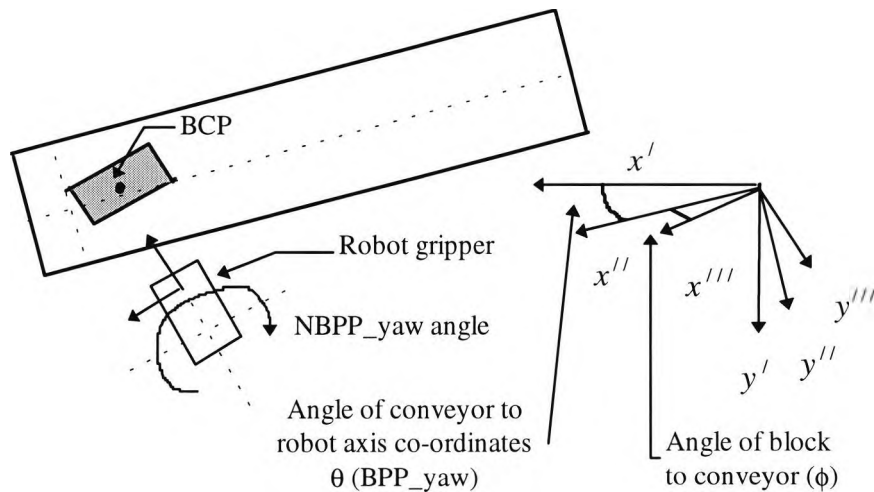 BCP
x′
Robot gripper
x″
x‴
NBPP_yaw angle
y‴
y′
y″
Angle of conveyor to
robot axis co-ordinates
θ (BPP_yaw)
Angle of block
to conveyor (ϕ)